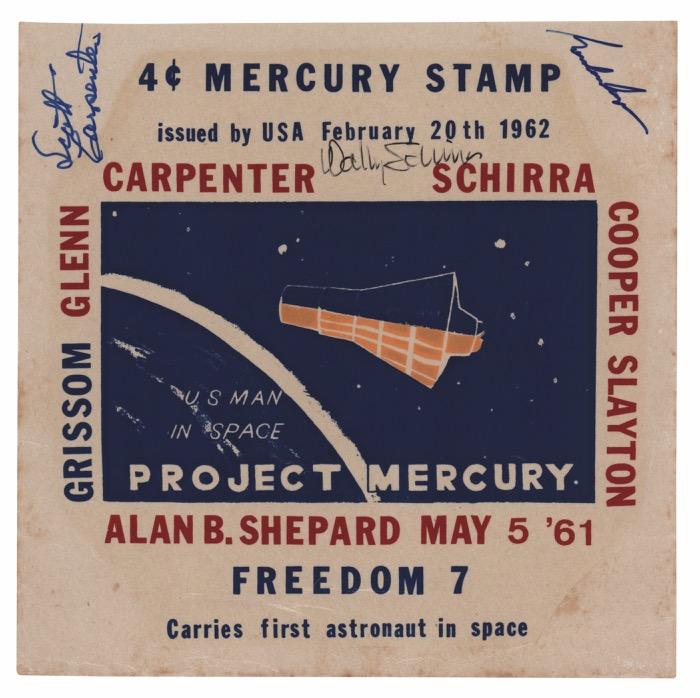 Scott
Carpenter
4¢ MERCURY STAMP
issued by USA February 20th 1962
Wally Schirra
CARPENTER SCHIRRA
GRISSOM GLENN
COOPER SLAYTON
U S MAN
IN SPACE
PROJECT MERCURY.
ALAN B. SHEPARD MAY 5 '61
FREEDOM 7
Carries first astronaut in space